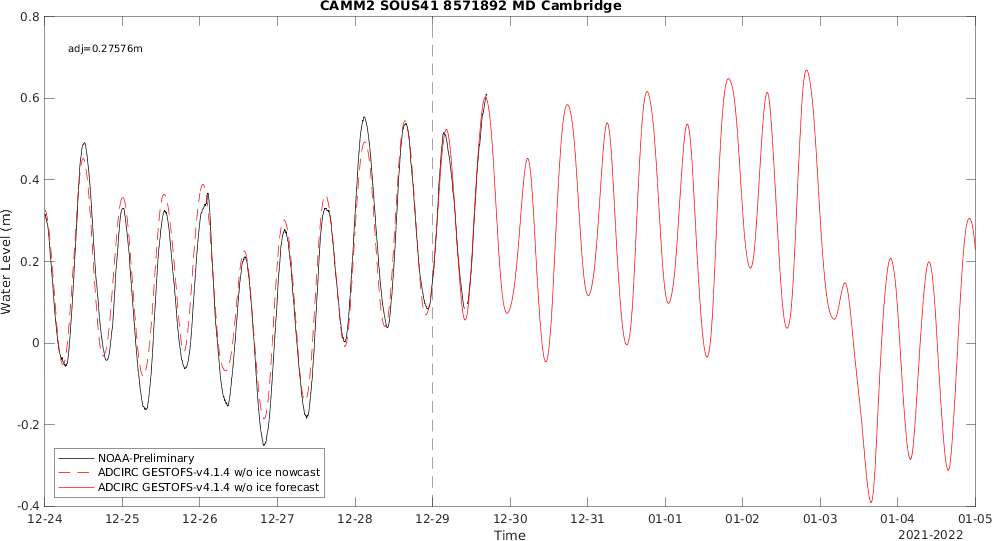 CAMM2 SOUS41 8571892 MD Cambridge
adj=0.27576m
0.8
0.6
0.4
0.2
0
-0.2
-0.4
Water Level (m)
NOAA-Preliminary
ADCIRC GESTOFS-v4.1.4 w/o ice nowcast
ADCIRC GESTOFS-v4.1.4 w/o ice forecast
12-24 12-25 12-26 12-27 12-28 12-29 12-30 12-31 01-01 01-02 01-03 01-04 01-05
Time
2021-2022